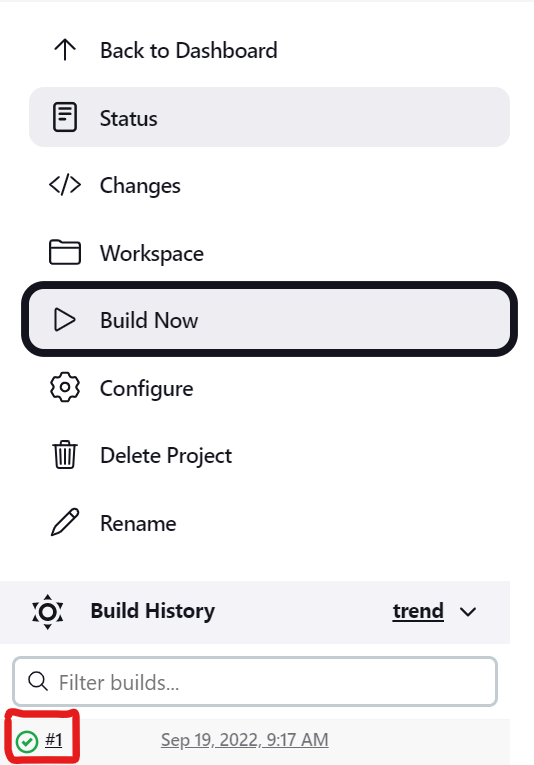 Back to Dashboard
Status
Changes
Workspace
Build Now
Configure
Delete Project
Rename
Build History trend
Filter builds...
#1 Sep 19, 2022, 9:17 AM